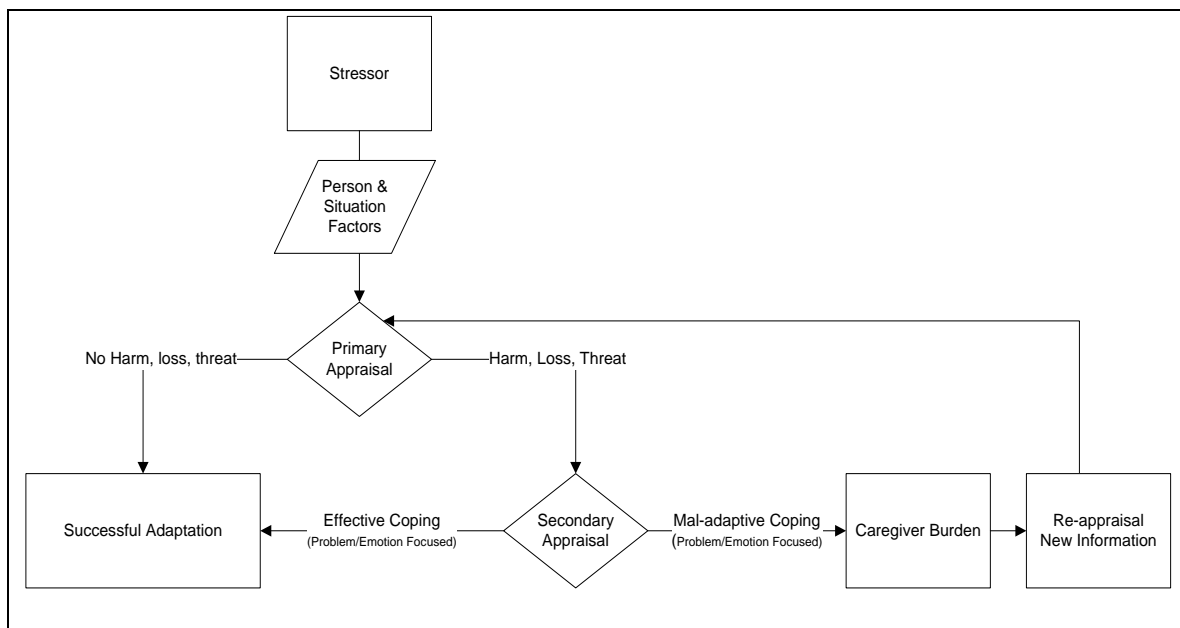 Stressor
Person &
Situation
Factors
Primary
Appraisal
No Harm, loss, threat
Harm, Loss, Threat
Successful Adaptation
Effective Coping
(Problem/Emotion Focused)
Secondary
Appraisal
Mal-adaptive Coping
(Problem/Emotion Focused)
Caregiver Burden
Re-appraisal
New Information